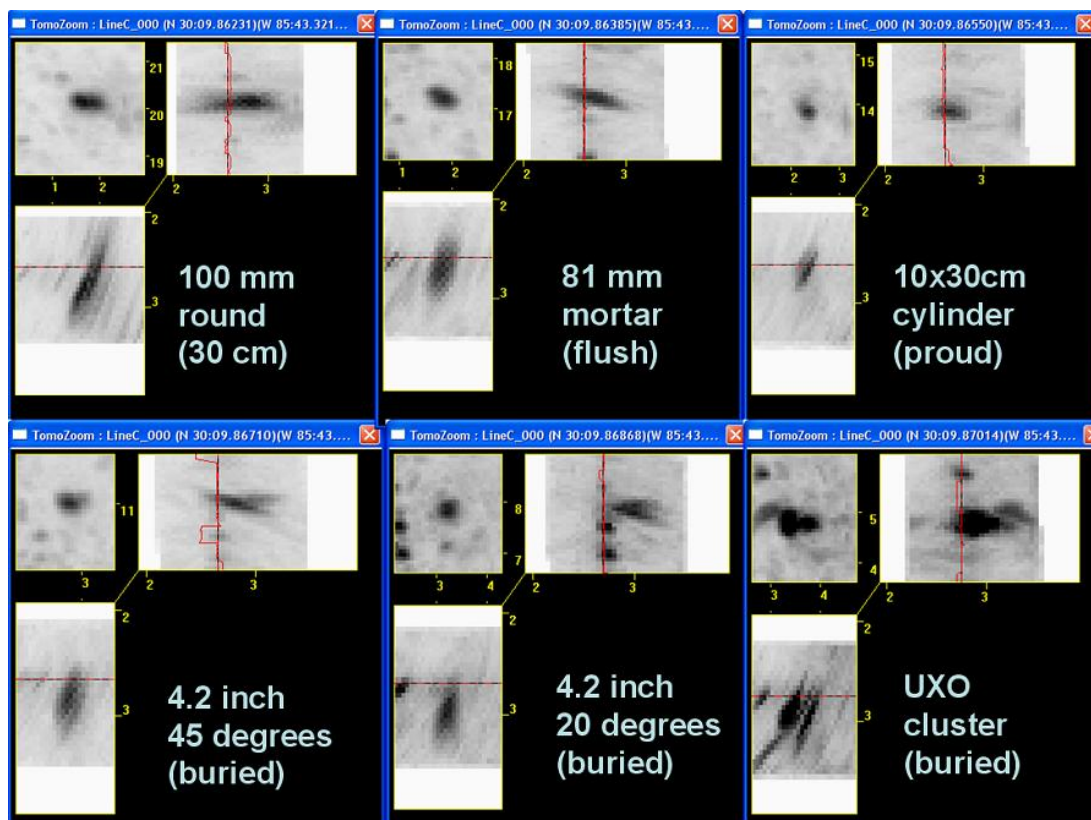 TomoZoom : LineC_000 (N 30:09.86231)(W 85:43.321...
21
20
19
1 2
2 3
2
3
100 mm
round
(30 cm)
TomoZoom : LineC_000 (N 30:09.86385)(W 85:43....
18
17
1 2
2 3
2
3
81 mm
mortar
(flush)
TomoZoom : LineC_000 (N 30:09.86550)(W 85:43....
15
14
2 3
2 3
2
3
10x30cm
cylinder
(proud)
TomoZoom : LineC_000 (N 30:09.86710)(W 85:43....
11
3
2 3
2
3
4.2 inch
45 degrees
(buried)
TomoZoom : LineC_000 (N 30:09.86868)(W 85:43....
8
7
3 4
2 3
2
3
4.2 inch
20 degrees
(buried)
TomoZoom : LineC_000 (N 30:09.87014)(W 85:43....
5
4
3 4
2 3
2
3
UXO
cluster
(buried)